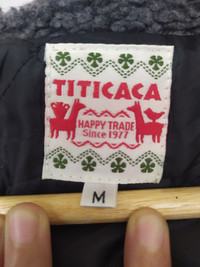 TITICACA
HAPPY TRADE
Since 1977
M